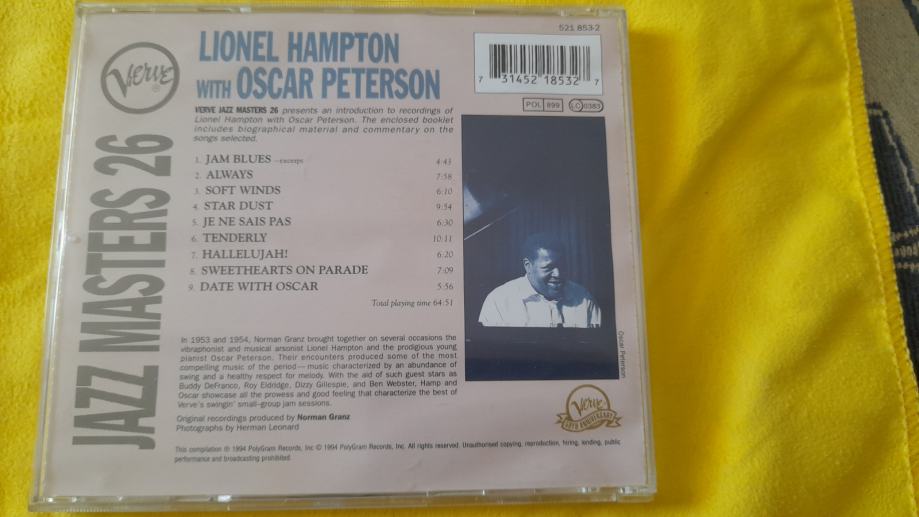 521 853-2
Verve
LIONEL HAMPTON
WITH OSCAR PETERSON
7 31452 18532 7
POL 899 LC 0383
VERVE JAZZ MASTERS 26 presents an introduction to recordings of
Lionel Hampton with Oscar Peterson. The enclosed booklet
includes biographical material and commentary on the
songs selected.
JAZZ MASTERS 26
1. JAM BLUES –excerpt 4:43
2. ALWAYS 7:58
3. SOFT WINDS 6:10
4. STAR DUST 9:54
5. JE NE SAIS PAS 6:30
6. TENDERLY 10:11
7. HALLELUJAH! 6:20
8. SWEETHEARTS ON PARADE 7:09
9. DATE WITH OSCAR 5:56
Total playing time 64:51
Oscar Peterson
In 1953 and 1954, Norman Granz brought together on several occasions the
vibraphonist and musical arsonist Lionel Hampton and the prodigious young
pianist Oscar Peterson. Their encounters produced some of the most
compelling music of the period—music characterized by an abundance of
swing and a healthy respect for melody. With the aid of such guest stars as
Buddy DeFranco, Roy Eldridge, Dizzy Gillespie, and Ben Webster, Hamp and
Oscar showcase all the prowess and good feeling that characterize the best of
Verve's swingin' small-group jam sessions.
Original recordings produced by Norman Granz
Photographs by Herman Leonard
Verve
50TH ANNIVERSARY
This compilation ℗ 1994 PolyGram Records, Inc © 1994 PolyGram Records, Inc. All rights reserved. Unauthorised copying, reproduction, hiring, lending, public
performance and broadcasting prohibited.